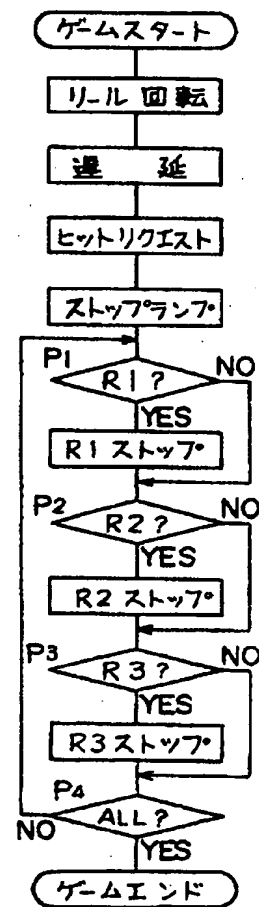 ゲームスタート
リール 回転
遅 延
ヒットリクエスト
ストップランプ
P1
R1?
NO
YES
R1ストップ
P2
R2?
NO
YES
R2ストップ
P3
R3?
NO
YES
R3ストップ
P4
ALL?
NO
YES
ゲームエンド